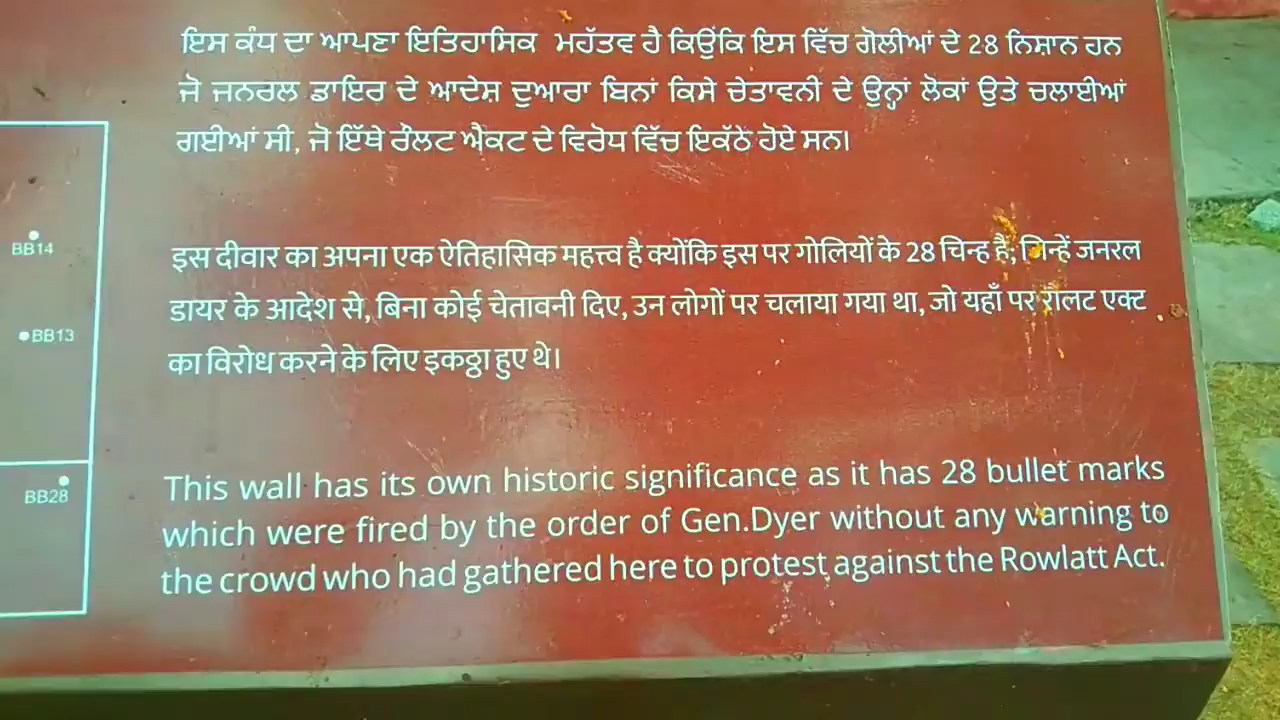 ਇਸ ਕੰਧ ਦਾ ਆਪਣਾ ਇਤਿਹਾਸਿਕ ਮਹੱਤਵ ਹੈ ਕਿਉਂਕਿ ਇਸ ਵਿੱਚ ਗੋਲੀਆਂ ਦੇ 28 ਨਿਸ਼ਾਨ ਹਨ
ਜੋ ਜਨਰਲ ਡਾਇਰ ਦੇ ਆਦੇਸ਼ ਦੁਆਰਾ ਬਿਨਾਂ ਕਿਸੇ ਚੇਤਾਵਨੀ ਦੇ ਉਨ੍ਹਾਂ ਲੋਕਾਂ ਉਤੇ ਚਲਾਈਆਂ
ਗਈਆਂ ਸੀ, ਜੋ ਇੱਥੇ ਰੌਲਟ ਐਕਟ ਦੇ ਵਿਰੋਧ ਵਿੱਚ ਇਕੱਠੇ ਹੋਏ ਸਨ।
BB14
BB13
BB28
इस दीवार का अपना एक ऐतिहासिक महत्त्व है क्योंकि इस पर गोलियों के 28 चिन्ह हैं; जिन्हें जनरल
डायर के आदेश से, बिना कोई चेतावनी दिए, उन लोगों पर चलाया गया था, जो यहाँ पर रॉलट एक्ट
का विरोध करने के लिए इकठ्ठा हुए थे।
This wall has its own historic significance as it has 28 bullet marks
which were fired by the order of Gen.Dyer without any warning to
the crowd who had gathered here to protest against the Rowlatt Act.